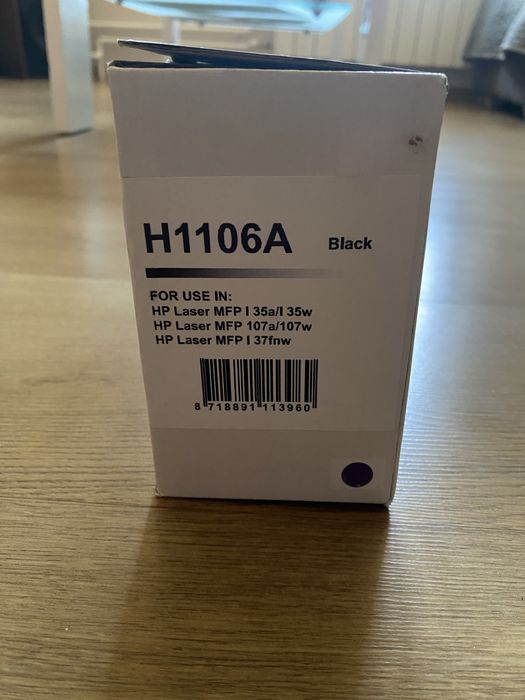 H1106A Black
FOR USE IN:
HP Laser MFP I 35a/I 35w
HP Laser MFP 107a/107w
HP Laser MFP I 37fnw
8 718891 113960